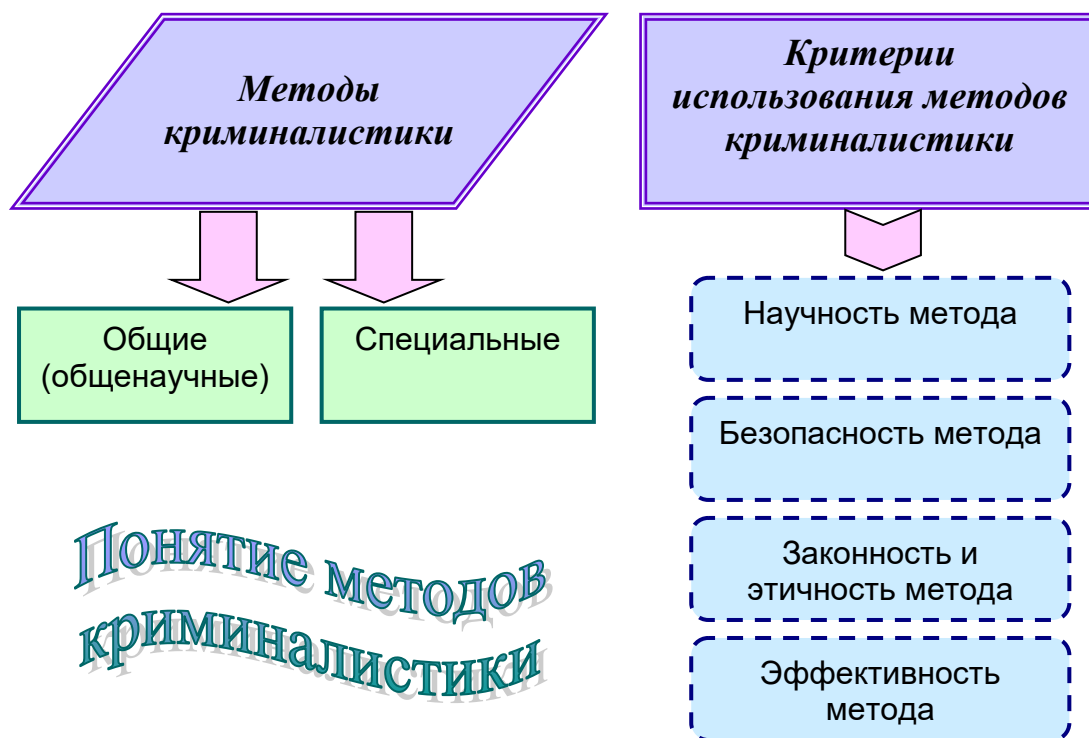 Методы
криминалистики
Общие
(общенаучные)
Специальные
Понятие методов
криминалистики
Критерии
использования методов
криминалистики
Научность метода
Безопасность метода
Законность и
этичность метода
Эффективность
метода